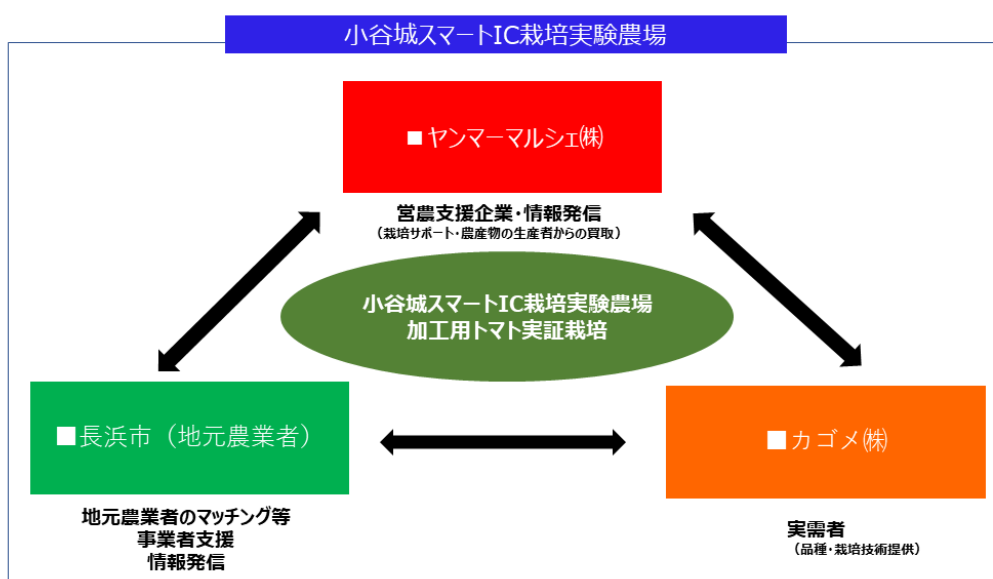 小谷城スマートIC栽培実験農場
■ヤンマーマルシェ㈱
営農支援企業・情報発信
（栽培サポート・農産物の生産者からの買取）
小谷城スマートIC栽培実験農場
加工用トマト実証栽培
■長浜市（地元農業者）
■カゴメ㈱
地元農業者のマッチング等
事業者支援
情報発信
実需者
（品種・栽培技術提供）